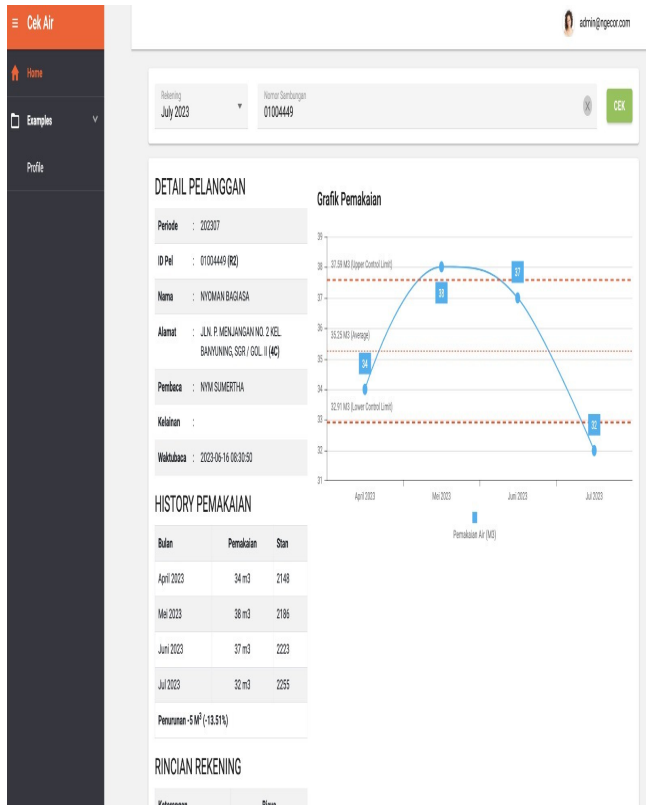 ≡ Cek Air
admin@ngecor.com
Home
Examples
Profile
Rekening
July 2023
Nomor Sambungan
01004449
CEK
DETAIL PELANGGAN
Periode : 202307
ID Pel : 01004449 (R2)
Nama : NYOMAN BAGIASA
Alamat : JLN. P. MENJANGAN NO. 2 KEL.
BANYUNING, SGR / GOL. II (4C)
Pembaca : NYM SUMERTHA
Kelainan :
Waktubaca : 2023-06-16 08:30:50
HISTORY PEMAKAIAN
Bulan Pemakaian Stan
April 2023 34 m3 2148
Mei 2023 38 m3 2186
Juni 2023 37 m3 2223
Jul 2023 32 m3 2255
Penurunan -5 M³ (-13.51%)
RINCIAN REKENING
Keterangan Biaya
Grafik Pemakaian
39
38
37
36
35
34
33
32
31
37.59 M3 (Upper Control Limit)
35.25 M3 (Average)
32.91 M3 (Lower Control Limit)
34
38
37
32
April 2023 Mei 2023 Juni 2023 Jul 2023
Pemakaian Air (M3)